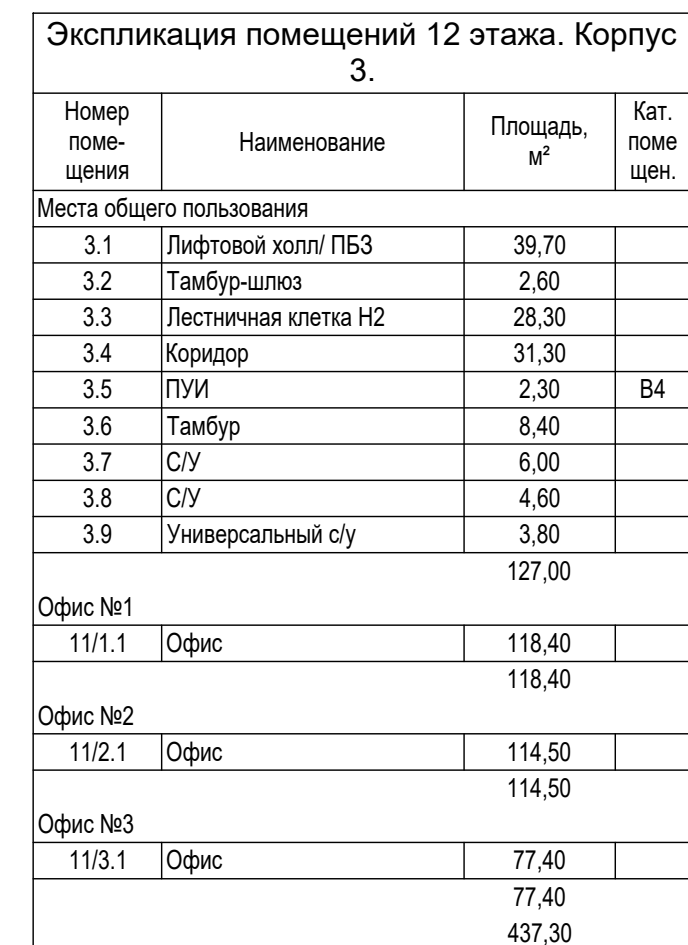 Экспликация помещений 12 этажа. Корпус
3.
Номер поме- щения Наименование Площадь, м² Кат. поме щен.
Места общего пользования
3.1 Лифтовой холл/ ПБЗ 39,70
3.2 Тамбур-шлюз 2,60
3.3 Лестничная клетка Н2 28,30
3.4 Коридор 31,30
3.5 ПУИ 2,30 В4
3.6 Тамбур 8,40
3.7 С/У 6,00
3.8 С/У 4,60
3.9 Универсальный с/у 3,80
127,00
Офис №1
11/1.1 Офис 118,40
118,40
Офис №2
11/2.1 Офис 114,50
114,50
Офис №3
11/3.1 Офис 77,40
77,40
437,30